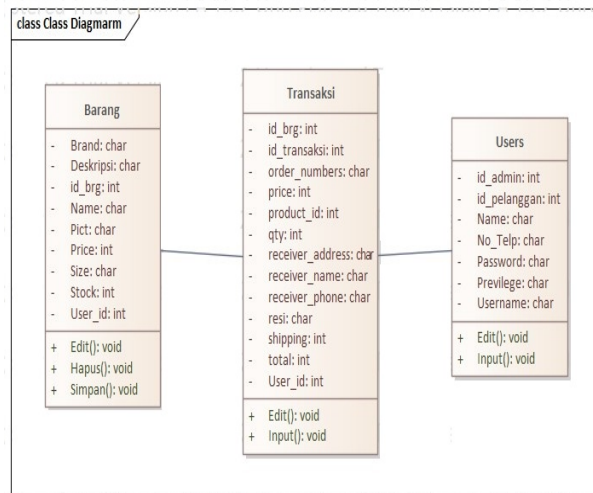 class Class Diagmarm
Barang
- Brand: char
- Deskripsi: char
- id_brg: int
- Name: char
- Pict: char
- Price: int
- Size: char
- Stock: int
- User_id: int
+ Edit(): void
+ Hapus(): void
+ Simpan(): void
Transaksi
- id_brg: int
- id_transaksi: int
- order_numbers: char
- price: int
- product_id: int
- qty: int
- receiver_address: char
- receiver_name: char
- receiver_phone: char
- resi: char
- shipping: int
- total: int
- User_id: int
+ Edit(): void
+ Input(): void
Users
- id_admin: int
- id_pelanggan: int
- Name: char
- No_Telp: char
- Password: char
- Previlege: char
- Username: char
+ Edit(): void
+ Input(): void